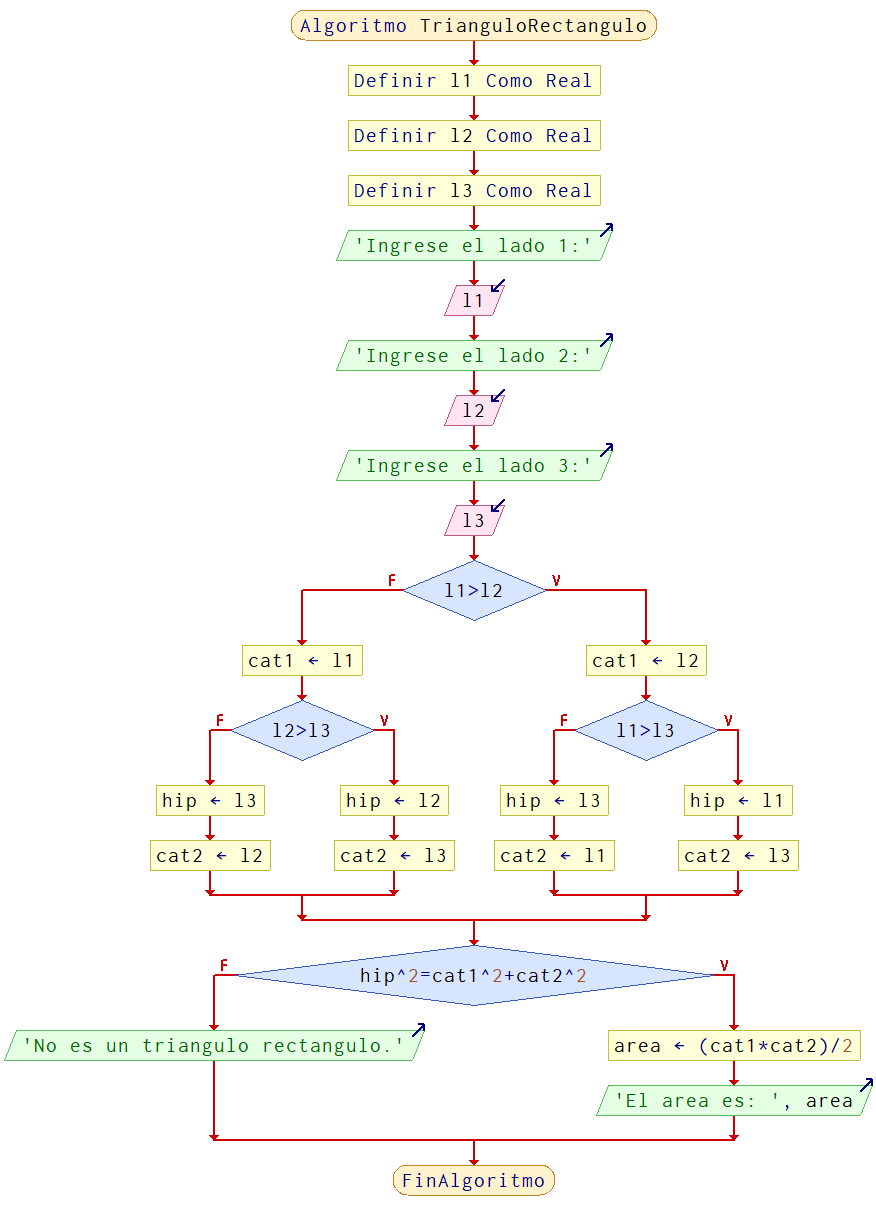 Algoritmo TrianguloRectangulo
Definir l1 Como Real
Definir l2 Como Real
Definir l3 Como Real
'Ingrese el lado 1:'
l1
'Ingrese el lado 2:'
l2
'Ingrese el lado 3:'
l3
F
l1>l2
V
cat1 ← l1
cat1 ← l2
F
l2>l3
V
F
l1>l3
V
hip ← l3
hip ← l2
hip ← l3
hip ← l1
cat2 ← l2
cat2 ← l3
cat2 ← l1
cat2 ← l3
F
hip^2=cat1^2+cat2^2
V
'No es un triangulo rectangulo.'
area ← (cat1*cat2)/2
'El area es: ', area
FinAlgoritmo